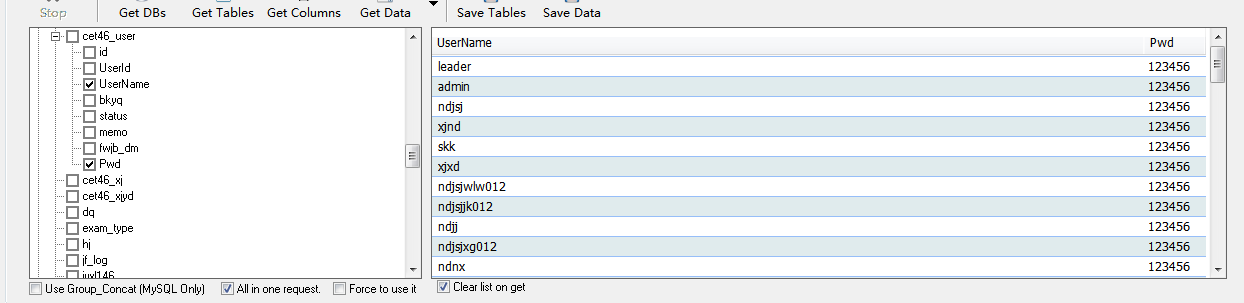 Stop Get DBs Get Tables Get Columns Get Data Save Tables Save Data
cet46_user
id
UserId
UserName
bkyq
status
memo
fwjb_dm
Pwd
cet46_xj
cet46_xjyd
dq
exam_type
hj
jf_log
UserName Pwd
leader 123456
admin 123456
ndjsj 123456
xjnd 123456
skk 123456
xjxd 123456
ndjsjwlw012 123456
ndjsjjk012 123456
ndjj 123456
ndjsjxg012 123456
ndnx 123456
Use Group_Concat (MySQL Only) All in one request. Force to use it Clear list on get